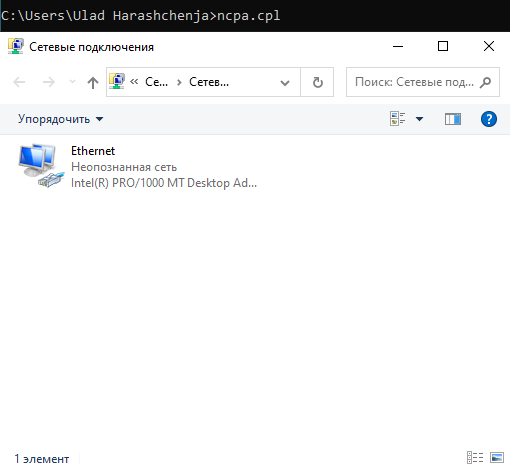 C:\Users\Ulad Harashchenja>ncpa.cpl
Сетевые подключения
« Се... > Сетев...
Поиск: Сетевые под...
Упорядочить
?
Ethernet
Неопознанная сеть
Intel(R) PRO/1000 MT Desktop Ad...
1 элемент